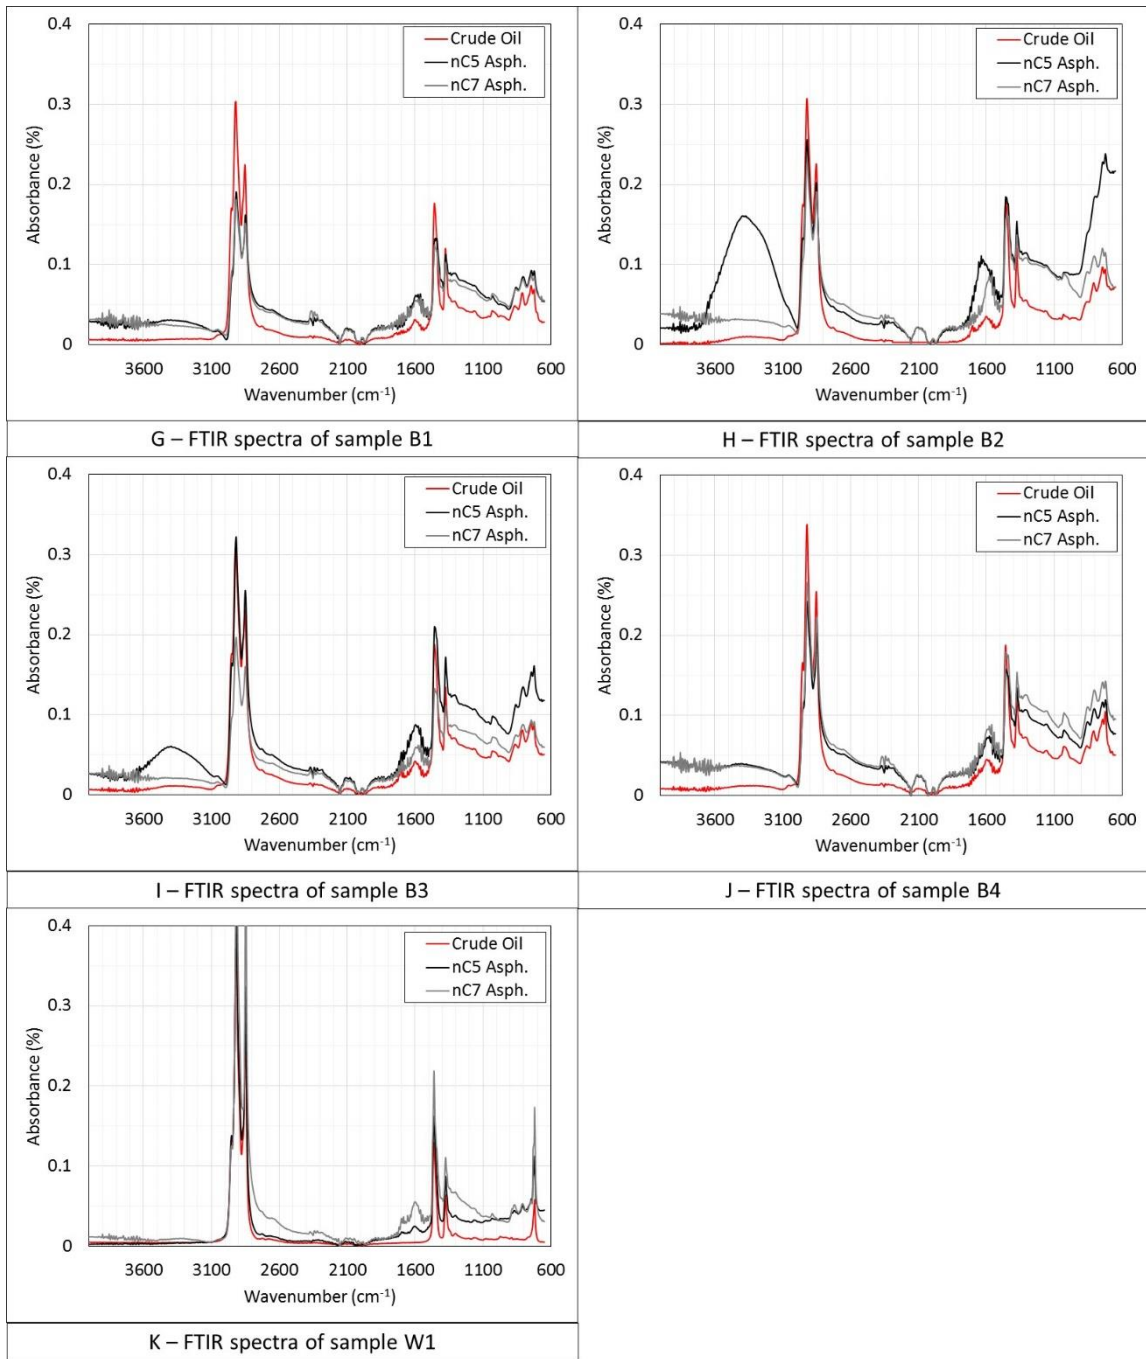 0.4
0.3
0.2
0.1
0
Absorbance (%)
Crude Oil
nC5 Asph.
nC7 Asph.
3600 3100 2600 2100 1600 1100 600
Wavenumber (cm⁻¹)
G – FTIR spectra of sample B1
0.4
0.3
0.2
0.1
0
Absorbance (%)
Crude Oil
nC5 Asph.
nC7 Asph.
3600 3100 2600 2100 1600 1100 600
Wavenumber (cm⁻¹)
H – FTIR spectra of sample B2
0.4
0.3
0.2
0.1
0
Absorbance (%)
Crude Oil
nC5 Asph.
nC7 Asph.
3600 3100 2600 2100 1600 1100 600
Wavenumber (cm⁻¹)
I – FTIR spectra of sample B3
0.4
0.3
0.2
0.1
0
Absorbance (%)
Crude Oil
nC5 Asph.
nC7 Asph.
3600 3100 2600 2100 1600 1100 600
Wavenumber (cm⁻¹)
J – FTIR spectra of sample B4
0.4
0.3
0.2
0.1
0
Absorbance (%)
Crude Oil
nC5 Asph.
nC7 Asph.
3600 3100 2600 2100 1600 1100 600
Wavenumber (cm⁻¹)
K – FTIR spectra of sample W1